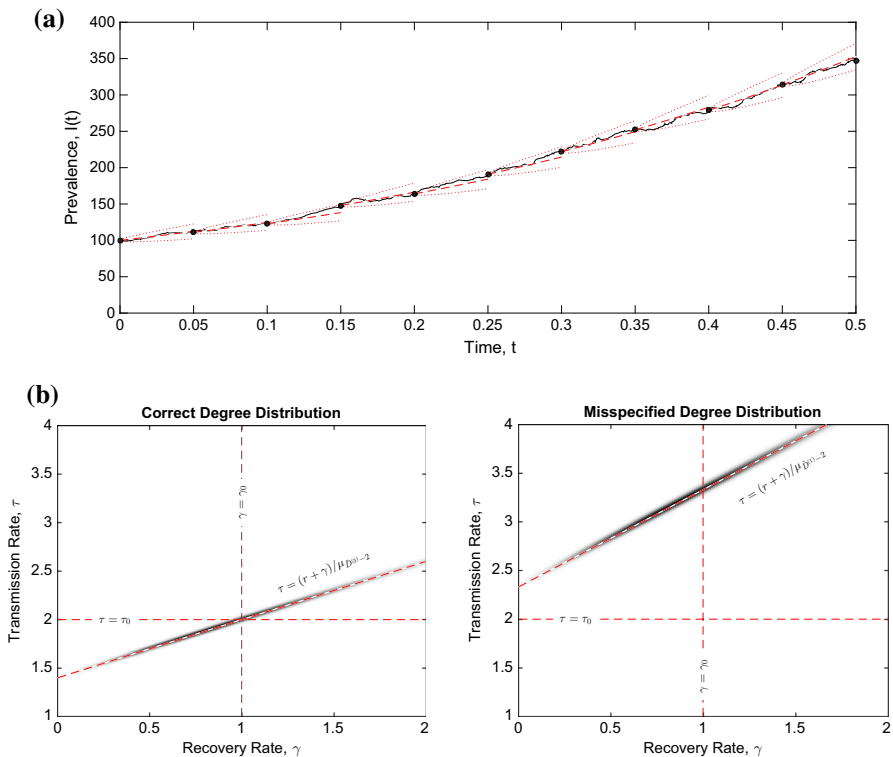 (a)
400
350
300
250
200
150
100
50
0
Prevalence, I(t)
0 0.05 0.1 0.15 0.2 0.25 0.3 0.35 0.4 0.45 0.5
Time, t
(b)
Correct Degree Distribution
4
3.5
3
2.5
2
1.5
1
Transmission Rate, τ
γ = γ₀
τ = (r + γ)/μ_{D^{(1)}−2}
τ = τ₀
0 0.5 1 1.5 2
Recovery Rate, γ
Misspecified Degree Distribution
4
3.5
3
2.5
2
1.5
1
Transmission Rate, τ
τ = (r + γ)/μ_{D^{(1)}−2}
τ = τ₀
γ = γ₀
0 0.5 1 1.5 2
Recovery Rate, γ